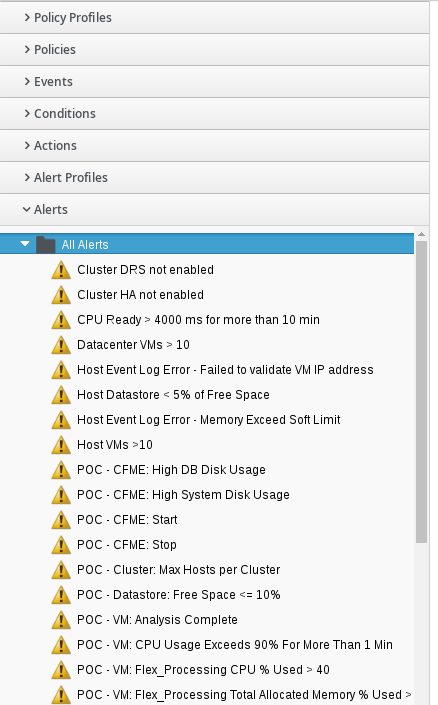 Policy Profiles
Policies
Events
Conditions
Actions
Alert Profiles
Alerts
All Alerts
Cluster DRS not enabled
Cluster HA not enabled
CPU Ready > 4000 ms for more than 10 min
Datacenter VMs > 10
Host Event Log Error - Failed to validate VM IP address
Host Datastore < 5% of Free Space
Host Event Log Error - Memory Exceed Soft Limit
Host VMs >10
POC - CFME: High DB Disk Usage
POC - CFME: High System Disk Usage
POC - CFME: Start
POC - CFME: Stop
POC - Cluster: Max Hosts per Cluster
POC - Datastore: Free Space <= 10%
POC - VM: Analysis Complete
POC - VM: CPU Usage Exceeds 90% For More Than 1 Min
POC - VM: Flex_Processing CPU % Used > 40
POC - VM: Flex_Processing Total Allocated Memory % Used >